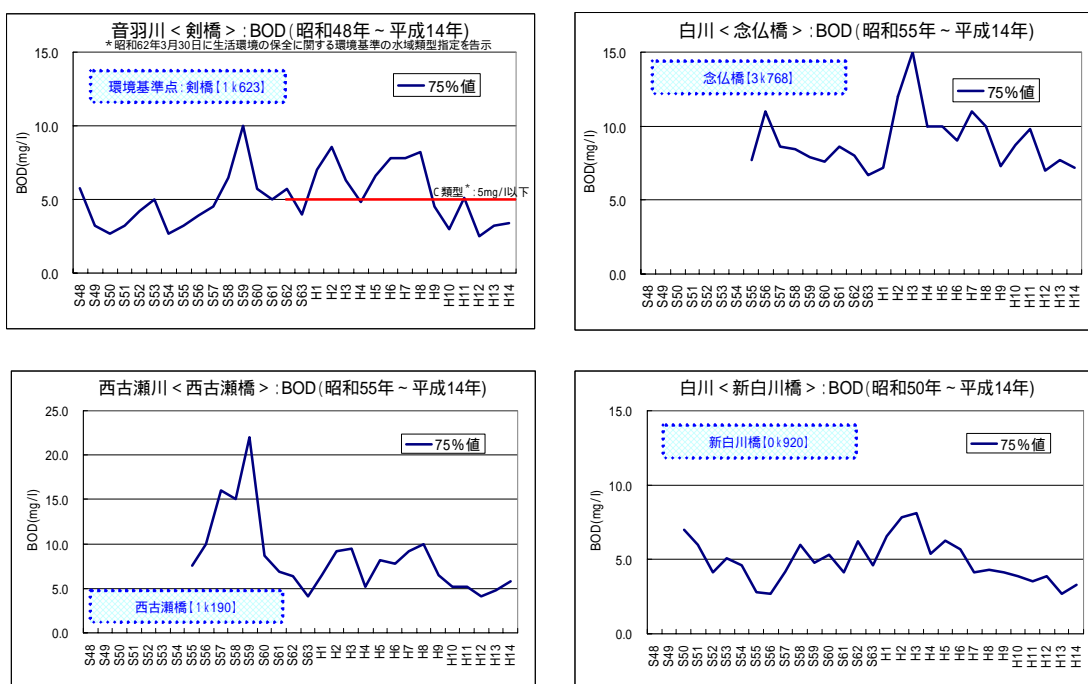 音羽川<剣橋>:BOD(昭和48年~平成14年)
*昭和62年3月30日に生活環境の保全に関する環境基準の水域類型指定を告示
15.0
10.0
5.0
0.0
BOD(mg/l)
環境基準点:剣橋【1k623】
75%値
C類型*:5mg/l以下
S48 S49 S50 S51 S52 S53 S54 S55 S56 S57 S58 S59 S60 S61 S62 S63 H1 H2 H3 H4 H5 H6 H7 H8 H9 H10 H11 H12 H13 H14
白川<念仏橋>:BOD(昭和55年~平成14年)
15.0
10.0
5.0
0.0
BOD(mg/l)
念仏橋【3k768】
75%値
S48 S49 S50 S51 S52 S53 S54 S55 S56 S57 S58 S59 S60 S61 S62 S63 H1 H2 H3 H4 H5 H6 H7 H8 H9 H10 H11 H12 H13 H14
西古瀬川<西古瀬橋>:BOD(昭和55年~平成14年)
25.0
20.0
15.0
10.0
5.0
0.0
BOD(mg/l)
75%値
西古瀬橋【1k190】
S48 S49 S50 S51 S52 S53 S54 S55 S56 S57 S58 S59 S60 S61 S62 S63 H1 H2 H3 H4 H5 H6 H7 H8 H9 H10 H11 H12 H13 H14
白川<新白川橋>:BOD(昭和50年~平成14年)
15.0
10.0
5.0
0.0
BOD(mg/l)
新白川橋【0k920】
75%値
S48 S49 S50 S51 S52 S53 S54 S55 S56 S57 S58 S59 S60 S61 S62 S63 H1 H2 H3 H4 H5 H6 H7 H8 H9 H10 H11 H12 H13 H14